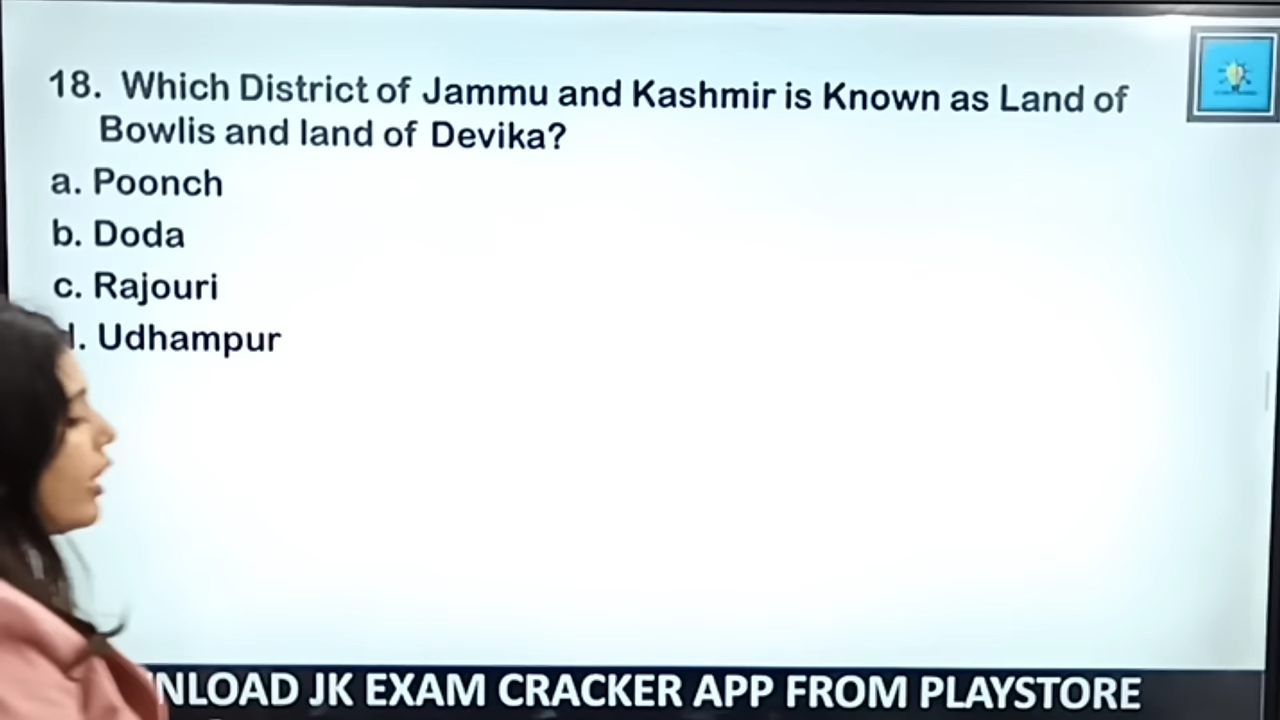 18. Which District of Jammu and Kashmir is Known as Land of
Bowlis and land of Devika?
a. Poonch
b. Doda
c. Rajouri
d. Udhampur
NLOAD JK EXAM CRACKER APP FROM PLAYSTORE